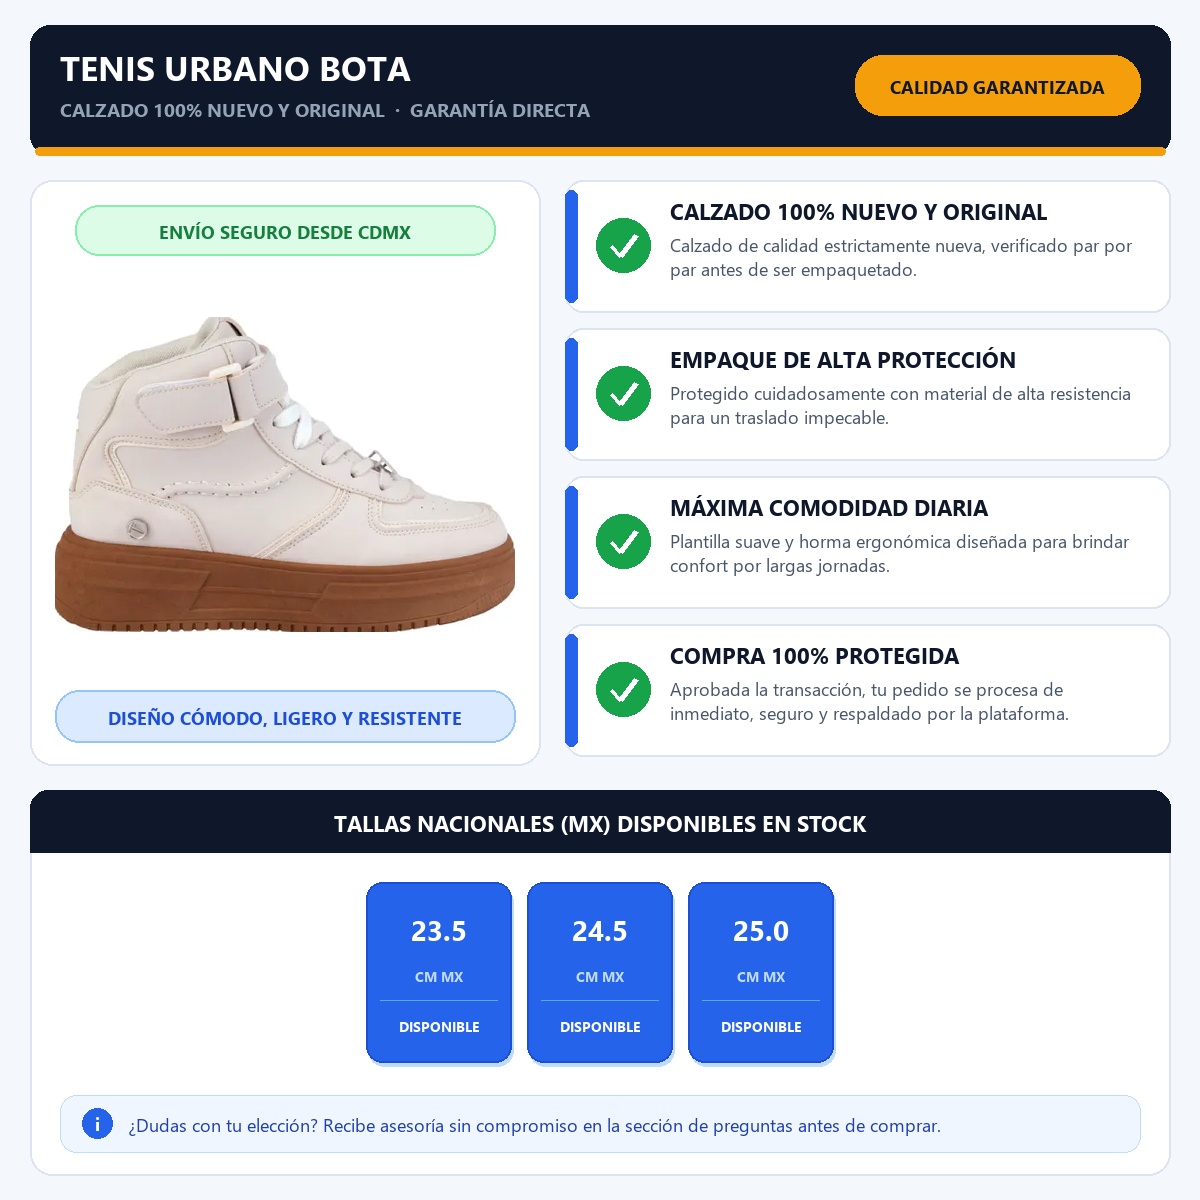 TENIS URBANO BOTA
CALZADO 100% NUEVO Y ORIGINAL · GARANTÍA DIRECTA
CALIDAD GARANTIZADA
ENVÍO SEGURO DESDE CDMX
DISEÑO CÓMODO, LIGERO Y RESISTENTE
CALZADO 100% NUEVO Y ORIGINAL
Calzado de calidad estrictamente nueva, verificado par por
par antes de ser empaquetado.
EMPAQUE DE ALTA PROTECCIÓN
Protegido cuidadosamente con material de alta resistencia
para un traslado impecable.
MÁXIMA COMODIDAD DIARIA
Plantilla suave y horma ergonómica diseñada para brindar
confort por largas jornadas.
COMPRA 100% PROTEGIDA
Aprobada la transacción, tu pedido se procesa de
inmediato, seguro y respaldado por la plataforma.
TALLAS NACIONALES (MX) DISPONIBLES EN STOCK
23.5
CM MX
DISPONIBLE
24.5
CM MX
DISPONIBLE
25.0
CM MX
DISPONIBLE
¿Dudas con tu elección? Recibe asesoría sin compromiso en la sección de preguntas antes de comprar.